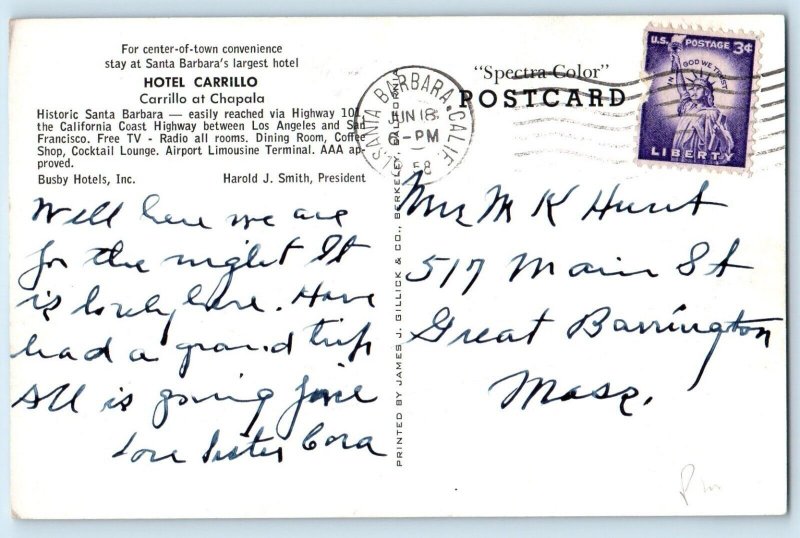 For center-of-town convenience
stay at Santa Barbara's largest hotel
HOTEL CARRILLO
Carrillo at Chapala
Historic Santa Barbara — easily reached via Highway 101,
the California Coast Highway between Los Angeles and San
Francisco. Free TV - Radio all rooms. Dining Room, Coffee
Shop, Cocktail Lounge. Airport Limousine Terminal. AAA ap-
proved.
Busby Hotels, Inc. Harold J. Smith, President
Well here we are
for the night It
is lovely here. Have
had a grand trip
All is going fine
Love Sister Cora
PRINTED BY JAMES J. GILLICK & CO., BERKELEY, CALIFORNIA
SANTA BARBARA, CALIF.
JUN 18
6 - PM
58
"Spectra-Color"
POSTCARD
U.S. POSTAGE 3¢
IN GOD WE TRUST
LIBERTY
Mrs M K Hunt
517 Main St
Great Barrington
Mass.